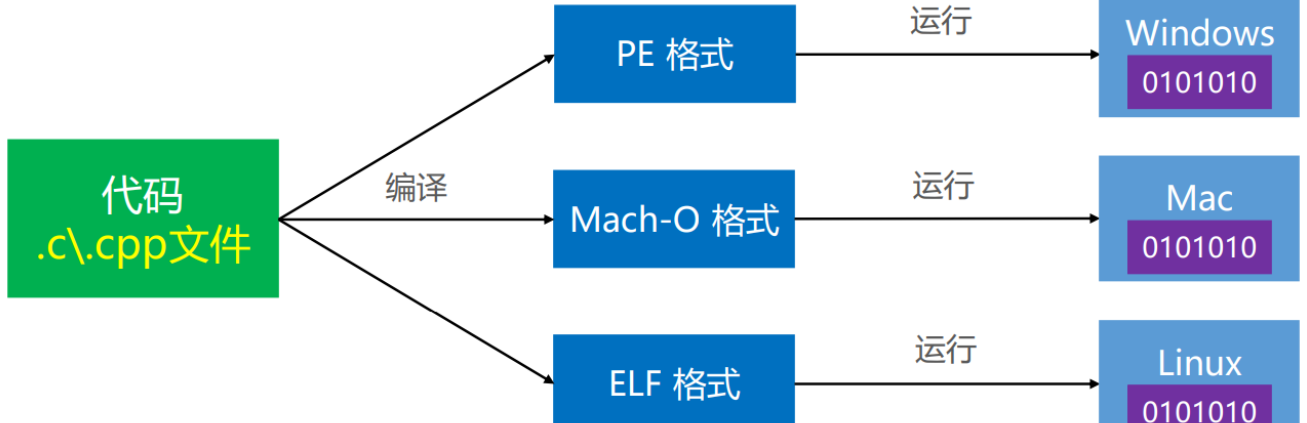 代码
.c\.cpp文件
编译
PE 格式
运行
Windows
0101010
Mach-O 格式
运行
Mac
0101010
ELF 格式
运行
Linux
0101010